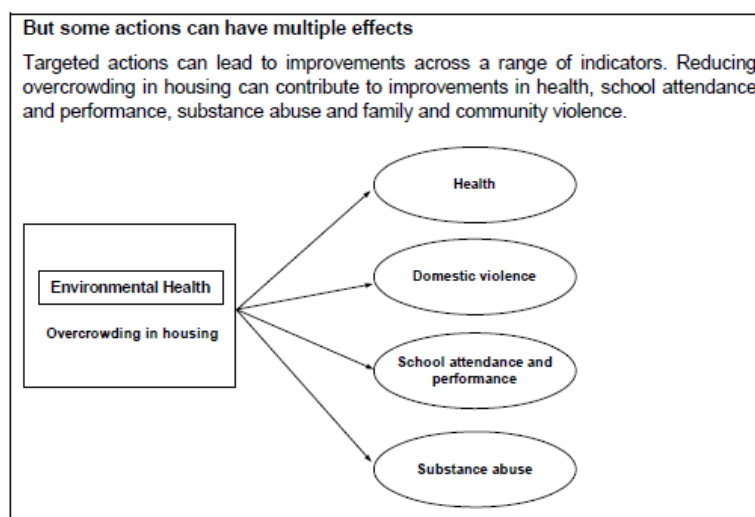 But some actions can have multiple effects
Targeted actions can lead to improvements across a range of indicators. Reducing
overcrowding in housing can contribute to improvements in health, school attendance
and performance, substance abuse and family and community violence.
Health
Environmental Health
Overcrowding in housing
Domestic violence
School attendance and
performance
Substance abuse